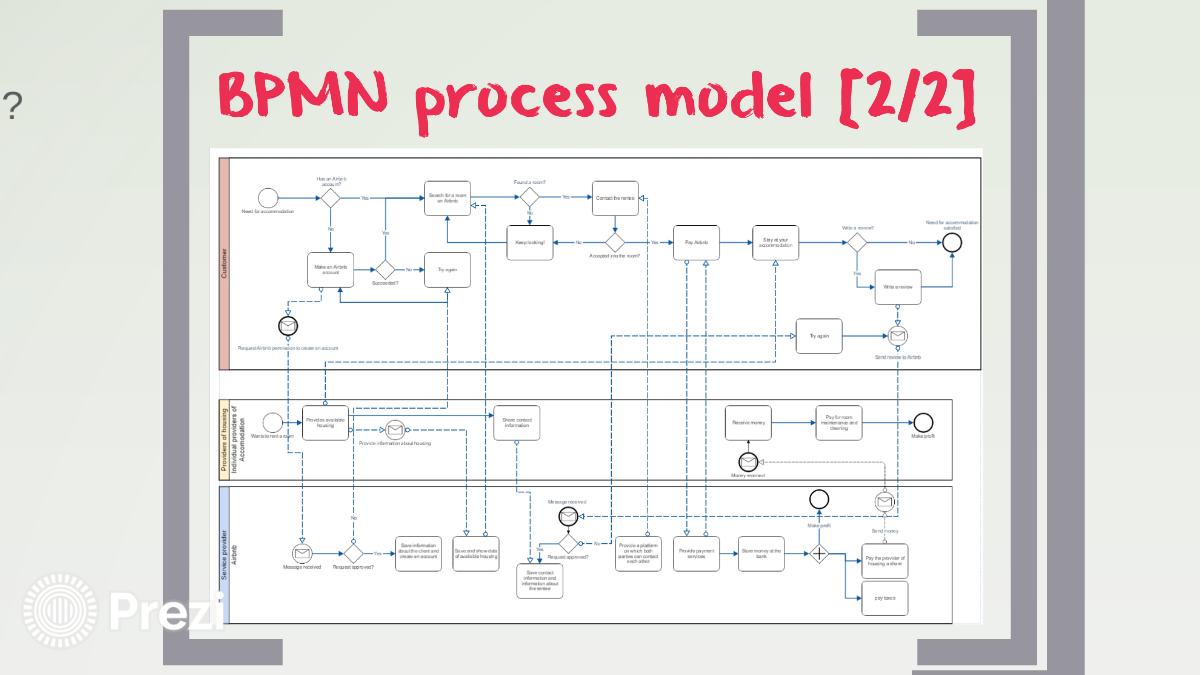 ?
BPMN process model [2/2]
Customer
Need for accommodation
Has an Airbnb
account?
Yes
No
Make an Airbnb
account
Succeeded?
Yes
No
Try again
Search for a room
on Airbnb
Found a room?
Yes
No
Keep looking!
Contact the rentee
Accepted into the room?
No
Yes
Pay Airbnb
Stay at your
accommodation
Write a review?
No
Yes
Need for accommodation
satisfied
Write a review
Try again
Send review to Airbnb
Request Airbnb permission to create an account
Providers of housing
Individual providers of
Accomodation
Wants to rent a room
Provides available
housing
Provide information about housing
Share contact
information
Receive money
Pay for room
maintenance and
cleaning
Make profit
Money received
Service provider
Airbnb
Message received
No
Request approved?
Yes
Save information
about the client and
create an account
Save and show data
of available housing
Message received
No
Yes
Request approved?
Save contact
information and
information about
the rentee
Provide a platform
on which both
parties can contact
each other
Provide payment
services
Store money at the
bank
Make profit
Send money
Pay the provider of
housing a share
pay taxes
Prezi